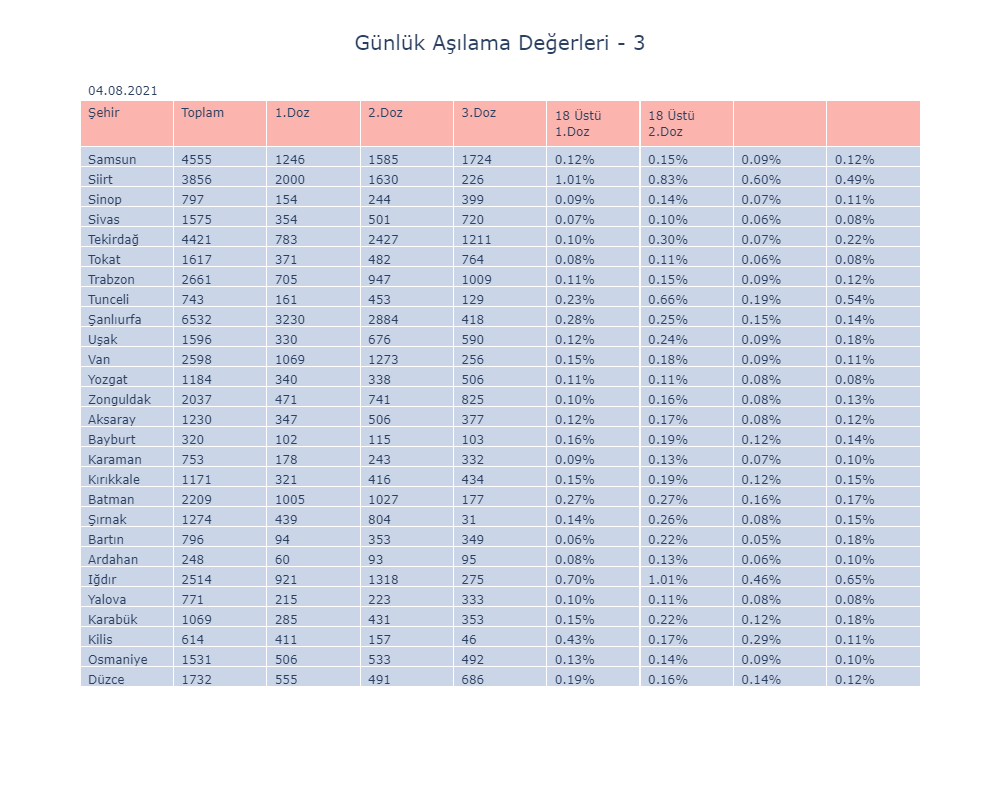 Günlük Aşılama Değerleri - 3
04.08.2021
Şehir Toplam 1.Doz 2.Doz 3.Doz 18 Üstü 1.Doz 18 Üstü 2.Doz
Samsun 4555 1246 1585 1724 0.12% 0.15% 0.09% 0.12%
Siirt 3856 2000 1630 226 1.01% 0.83% 0.60% 0.49%
Sinop 797 154 244 399 0.09% 0.14% 0.07% 0.11%
Sivas 1575 354 501 720 0.07% 0.10% 0.06% 0.08%
Tekirdağ 4421 783 2427 1211 0.10% 0.30% 0.07% 0.22%
Tokat 1617 371 482 764 0.08% 0.11% 0.06% 0.08%
Trabzon 2661 705 947 1009 0.11% 0.15% 0.09% 0.12%
Tunceli 743 161 453 129 0.23% 0.66% 0.19% 0.54%
Şanlıurfa 6532 3230 2884 418 0.28% 0.25% 0.15% 0.14%
Uşak 1596 330 676 590 0.12% 0.24% 0.09% 0.18%
Van 2598 1069 1273 256 0.15% 0.18% 0.09% 0.11%
Yozgat 1184 340 338 506 0.11% 0.11% 0.08% 0.08%
Zonguldak 2037 471 741 825 0.10% 0.16% 0.08% 0.13%
Aksaray 1230 347 506 377 0.12% 0.17% 0.08% 0.12%
Bayburt 320 102 115 103 0.16% 0.19% 0.12% 0.14%
Karaman 753 178 243 332 0.09% 0.13% 0.07% 0.10%
Kırıkkale 1171 321 416 434 0.15% 0.19% 0.12% 0.15%
Batman 2209 1005 1027 177 0.27% 0.27% 0.16% 0.17%
Şırnak 1274 439 804 31 0.14% 0.26% 0.08% 0.15%
Bartın 796 94 353 349 0.06% 0.22% 0.05% 0.18%
Ardahan 248 60 93 95 0.08% 0.13% 0.06% 0.10%
Iğdır 2514 921 1318 275 0.70% 1.01% 0.46% 0.65%
Yalova 771 215 223 333 0.10% 0.11% 0.08% 0.08%
Karabük 1069 285 431 353 0.15% 0.22% 0.12% 0.18%
Kilis 614 411 157 46 0.43% 0.17% 0.29% 0.11%
Osmaniye 1531 506 533 492 0.13% 0.14% 0.09% 0.10%
Düzce 1732 555 491 686 0.19% 0.16% 0.14% 0.12%